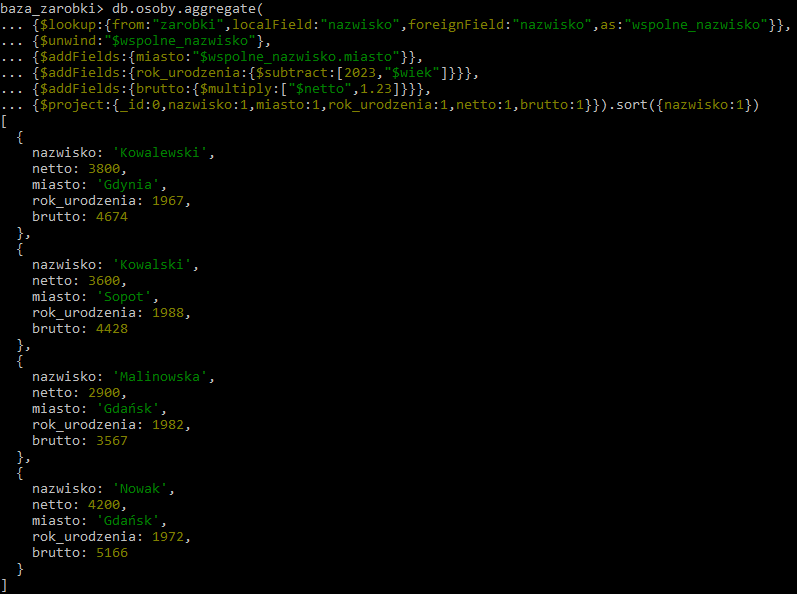 baza_zarobki> db.osoby.aggregate(
... {$lookup:{from:"zarobki",localField:"nazwisko",foreignField:"nazwisko",as:"wspolne_nazwisko"}},
... {$unwind:"$wspolne_nazwisko"},
... {$addFields:{miasto:"$wspolne_nazwisko.miasto"}},
... {$addFields:{rok_urodzenia:{$subtract:[2023,"$wiek"]}}},
... {$addFields:{brutto:{$multiply:["$netto",1.23]}}},
... {$project:{_id:0,nazwisko:1,miasto:1,rok_urodzenia:1,netto:1,brutto:1}}).sort({nazwisko:1})
[
  {
    nazwisko: 'Kowalewski',
    netto: 3800,
    miasto: 'Gdynia',
    rok_urodzenia: 1967,
    brutto: 4674
  },
  {
    nazwisko: 'Kowalski',
    netto: 3600,
    miasto: 'Sopot',
    rok_urodzenia: 1988,
    brutto: 4428
  },
  {
    nazwisko: 'Malinowska',
    netto: 2900,
    miasto: 'Gdańsk',
    rok_urodzenia: 1982,
    brutto: 3567
  },
  {
    nazwisko: 'Nowak',
    netto: 4200,
    miasto: 'Gdańsk',
    rok_urodzenia: 1972,
    brutto: 5166
  }
]